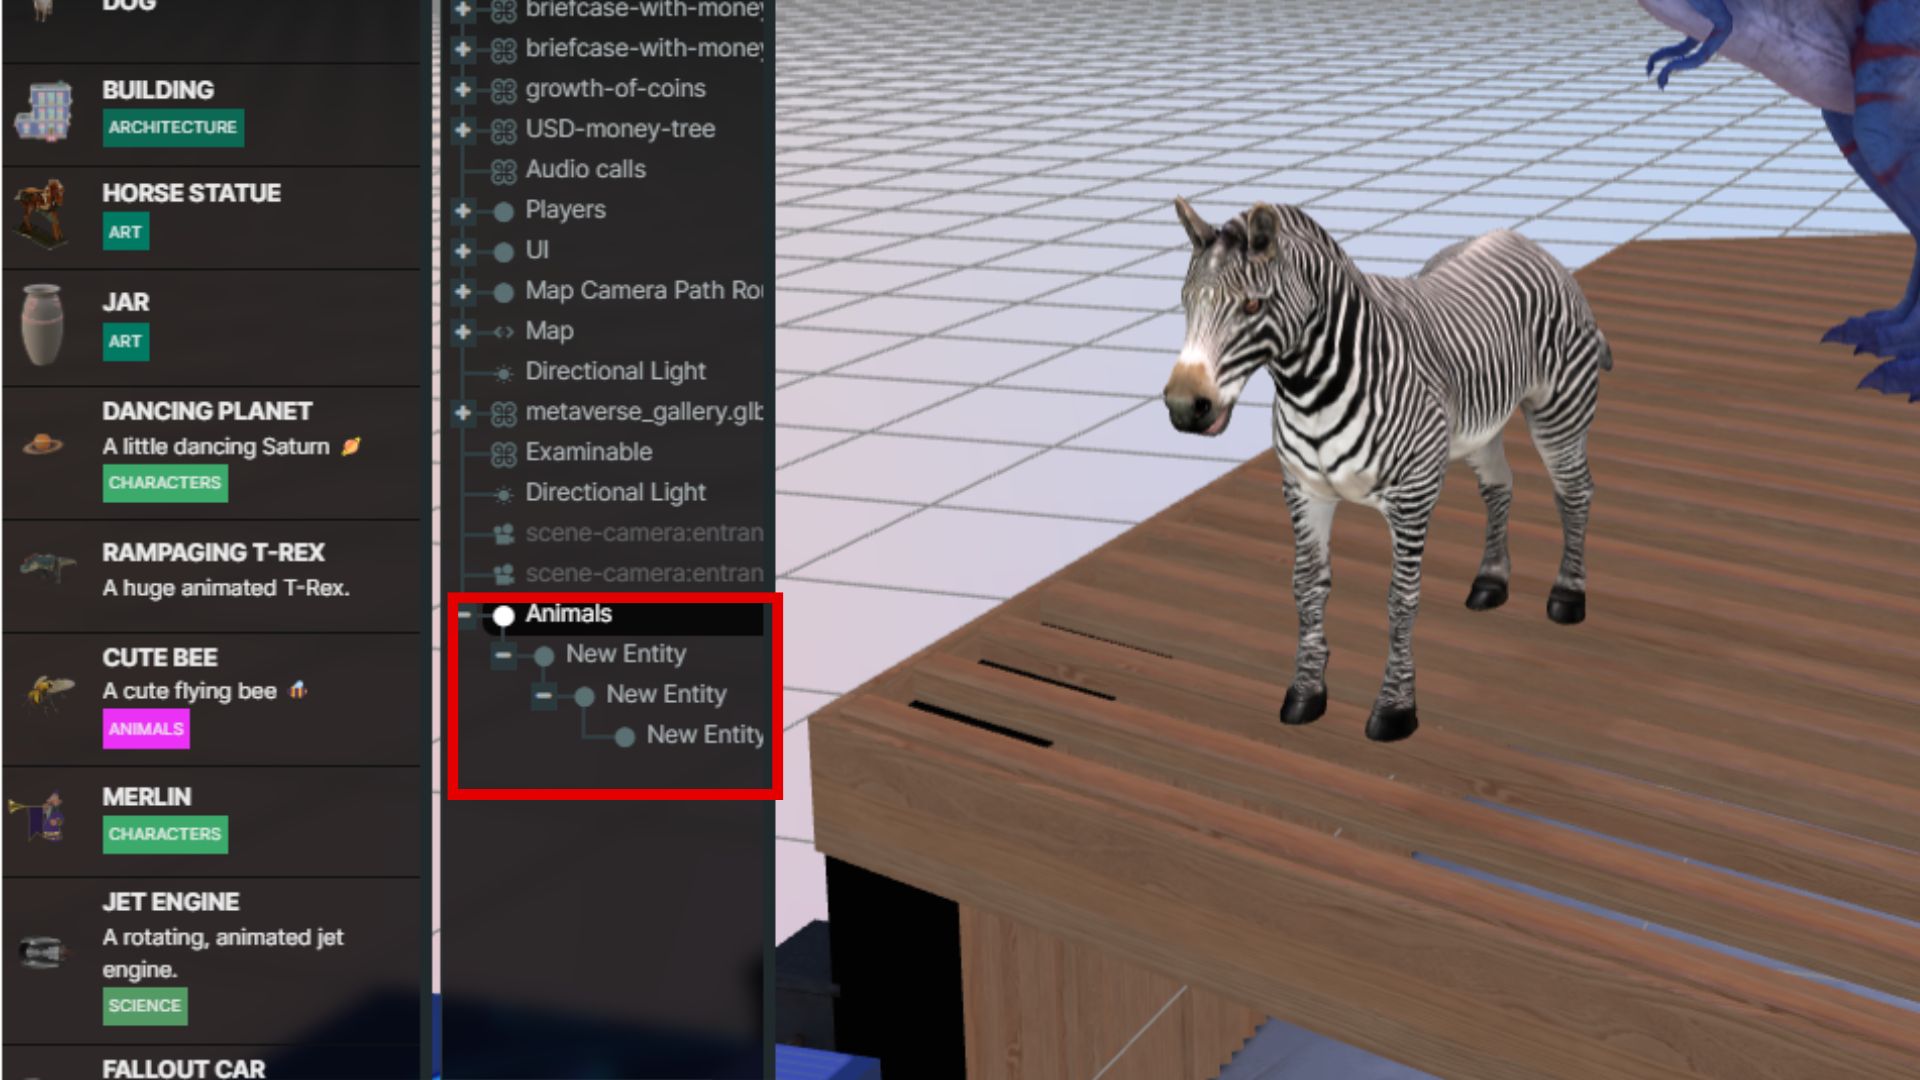 DOG
BUILDING
ARCHITECTURE
HORSE STATUE
ART
JAR
ART
DANCING PLANET
A little dancing Saturn 🪐
CHARACTERS
RAMPAGING T-REX
A huge animated T-Rex.
CUTE BEE
A cute flying bee 🐝
ANIMALS
MERLIN
CHARACTERS
JET ENGINE
A rotating, animated jet
engine.
SCIENCE
FALLOUT CAR
briefcase-with-money
briefcase-with-money
growth-of-coins
USD-money-tree
Audio calls
Players
UI
Map Camera Path Rou
Map
Directional Light
metaverse_gallery.glb
Examinable
Directional Light
scene-camera:entran
scene-camera:entran
Animals
New Entity
New Entity
New Entity